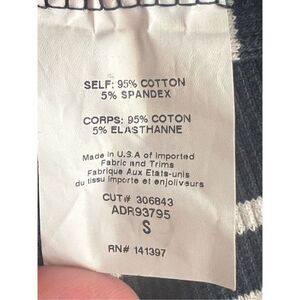 SELF: 95% COTTON
5% SPANDEX
CORPS: 95% COTON
5% ELASTHANNE
Made in U.S.A of Imported
Fabric and Trims
Fabrique Aux Etats-unis
du tissu importe et enjoliveurs
CUT# 306843
ADR93795
S
RN# 141397